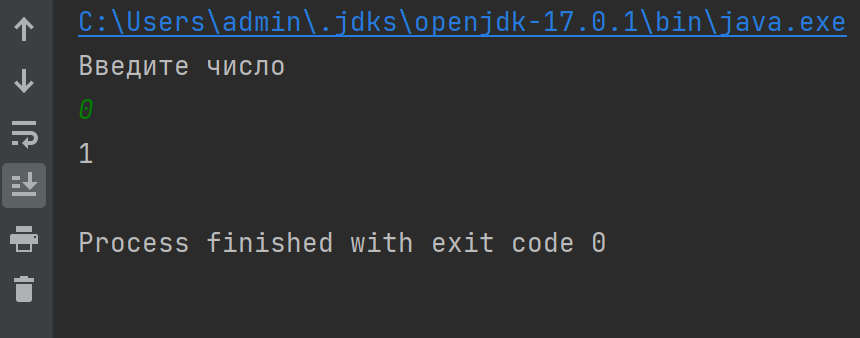 C:\Users\admin\.jdks\openjdk-17.0.1\bin\java.exe
Введите число
0
1
Process finished with exit code 0